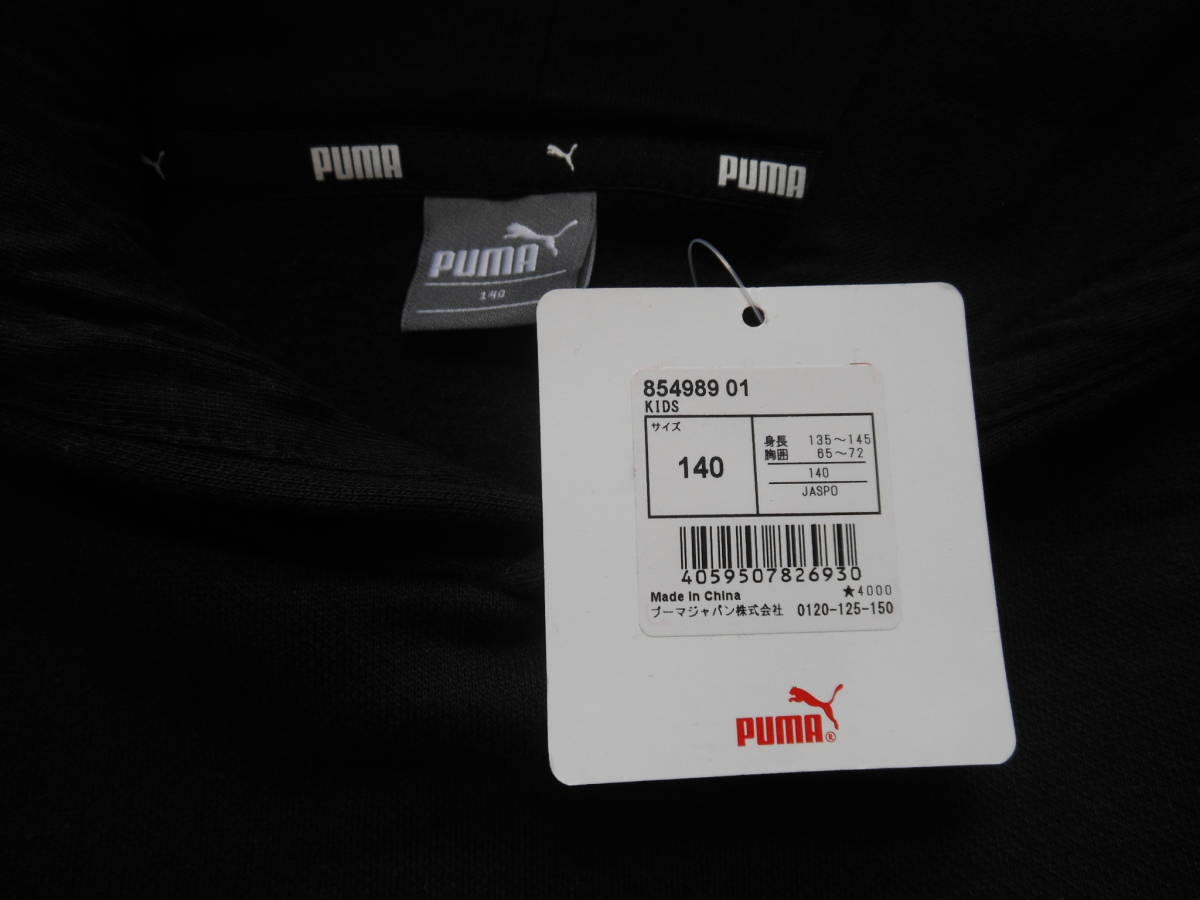 PUMA PUMA
PUMA
140
854989 01
KIDS
サイズ
140
身長 135～145
胸囲 65～72
140
JASPO
4059507826930
Made in China ★4000
プーマジャパン株式会社 0120-125-150
PUMA®